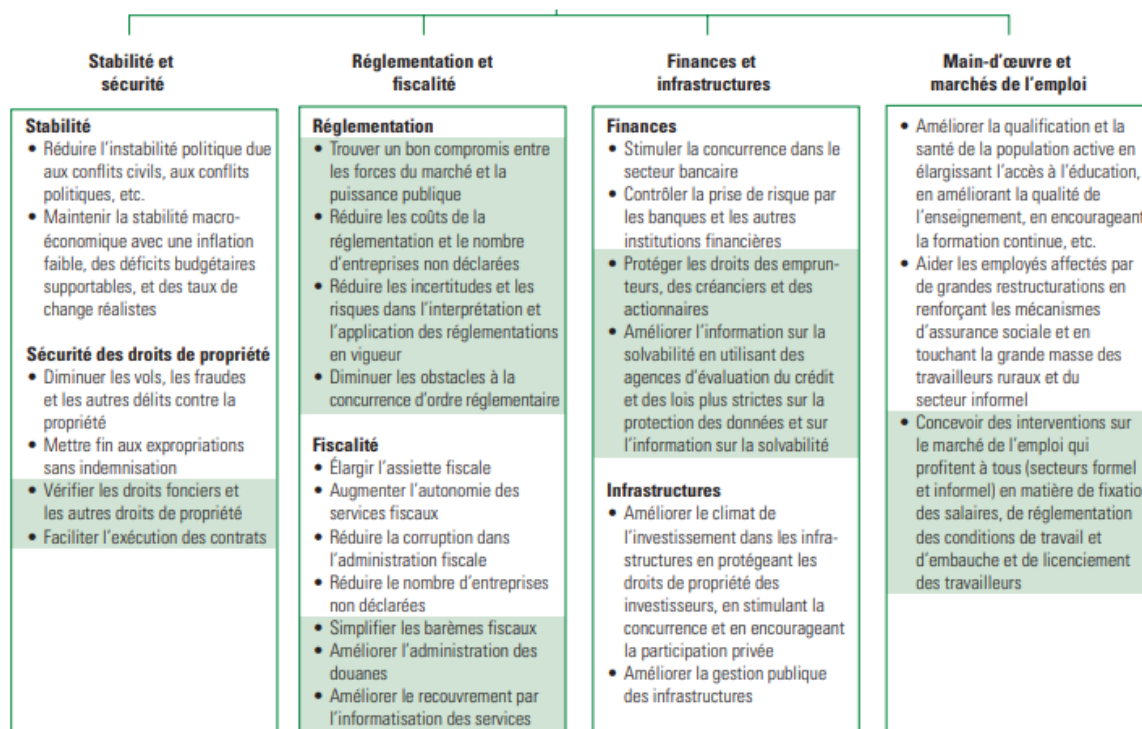 Stabilité et
sécurité
Stabilité
• Réduire l'instabilité politique due
aux conflits civils, aux conflits
politiques, etc.
• Maintenir la stabilité macro-
économique avec une inflation
faible, des déficits budgétaires
supportables, et des taux de
change réalistes
Sécurité des droits de propriété
• Diminuer les vols, les fraudes
et les autres délits contre la
propriété
• Mettre fin aux expropriations
sans indemnisation
• Vérifier les droits fonciers et
les autres droits de propriété
• Faciliter l'exécution des contrats
Réglementation et
fiscalité
Réglementation
• Trouver un bon compromis entre
les forces du marché et la
puissance publique
• Réduire les coûts de la
réglementation et le nombre
d'entreprises non déclarées
• Réduire les incertitudes et les
risques dans l'interprétation et
l'application des réglementations
en vigueur
• Diminuer les obstacles à la
concurrence d'ordre réglementaire
Fiscalité
• Élargir l'assiette fiscale
• Augmenter l'autonomie des
services fiscaux
• Réduire la corruption dans
l'administration fiscale
• Réduire le nombre d'entreprises
non déclarées
• Simplifier les barèmes fiscaux
• Améliorer l'administration des
douanes
• Améliorer le recouvrement par
l'informatisation des services
Finances et
infrastructures
Finances
• Stimuler la concurrence dans le
secteur bancaire
• Contrôler la prise de risque par
les banques et les autres
institutions financières
• Protéger les droits des emprun-
teurs, des créanciers et des
actionnaires
• Améliorer l'information sur la
solvabilité en utilisant des
agences d'évaluation du crédit
et des lois plus strictes sur la
protection des données et sur
l'information sur la solvabilité
Infrastructures
• Améliorer le climat de
l'investissement dans les infra-
structures en protégeant les
droits de propriété des
investisseurs, en stimulant la
concurrence et en encourageant
la participation privée
• Améliorer la gestion publique
des infrastructures
Main-d'œuvre et
marchés de l'emploi
• Améliorer la qualification et la
santé de la population active en
élargissant l'accès à l'éducation,
en améliorant la qualité de
l'enseignement, en encourageant
la formation continue, etc.
• Aider les employés affectés par
de grandes restructurations en
renforçant les mécanismes
d'assurance sociale et en
touchant la grande masse des
travailleurs ruraux et du
secteur informel
• Concevoir des interventions sur
le marché de l'emploi qui
profitent à tous (secteurs formel
et informel) en matière de fixatio
des salaires, de réglementation
des conditions de travail et
d'embauche et de licenciement
des travailleurs